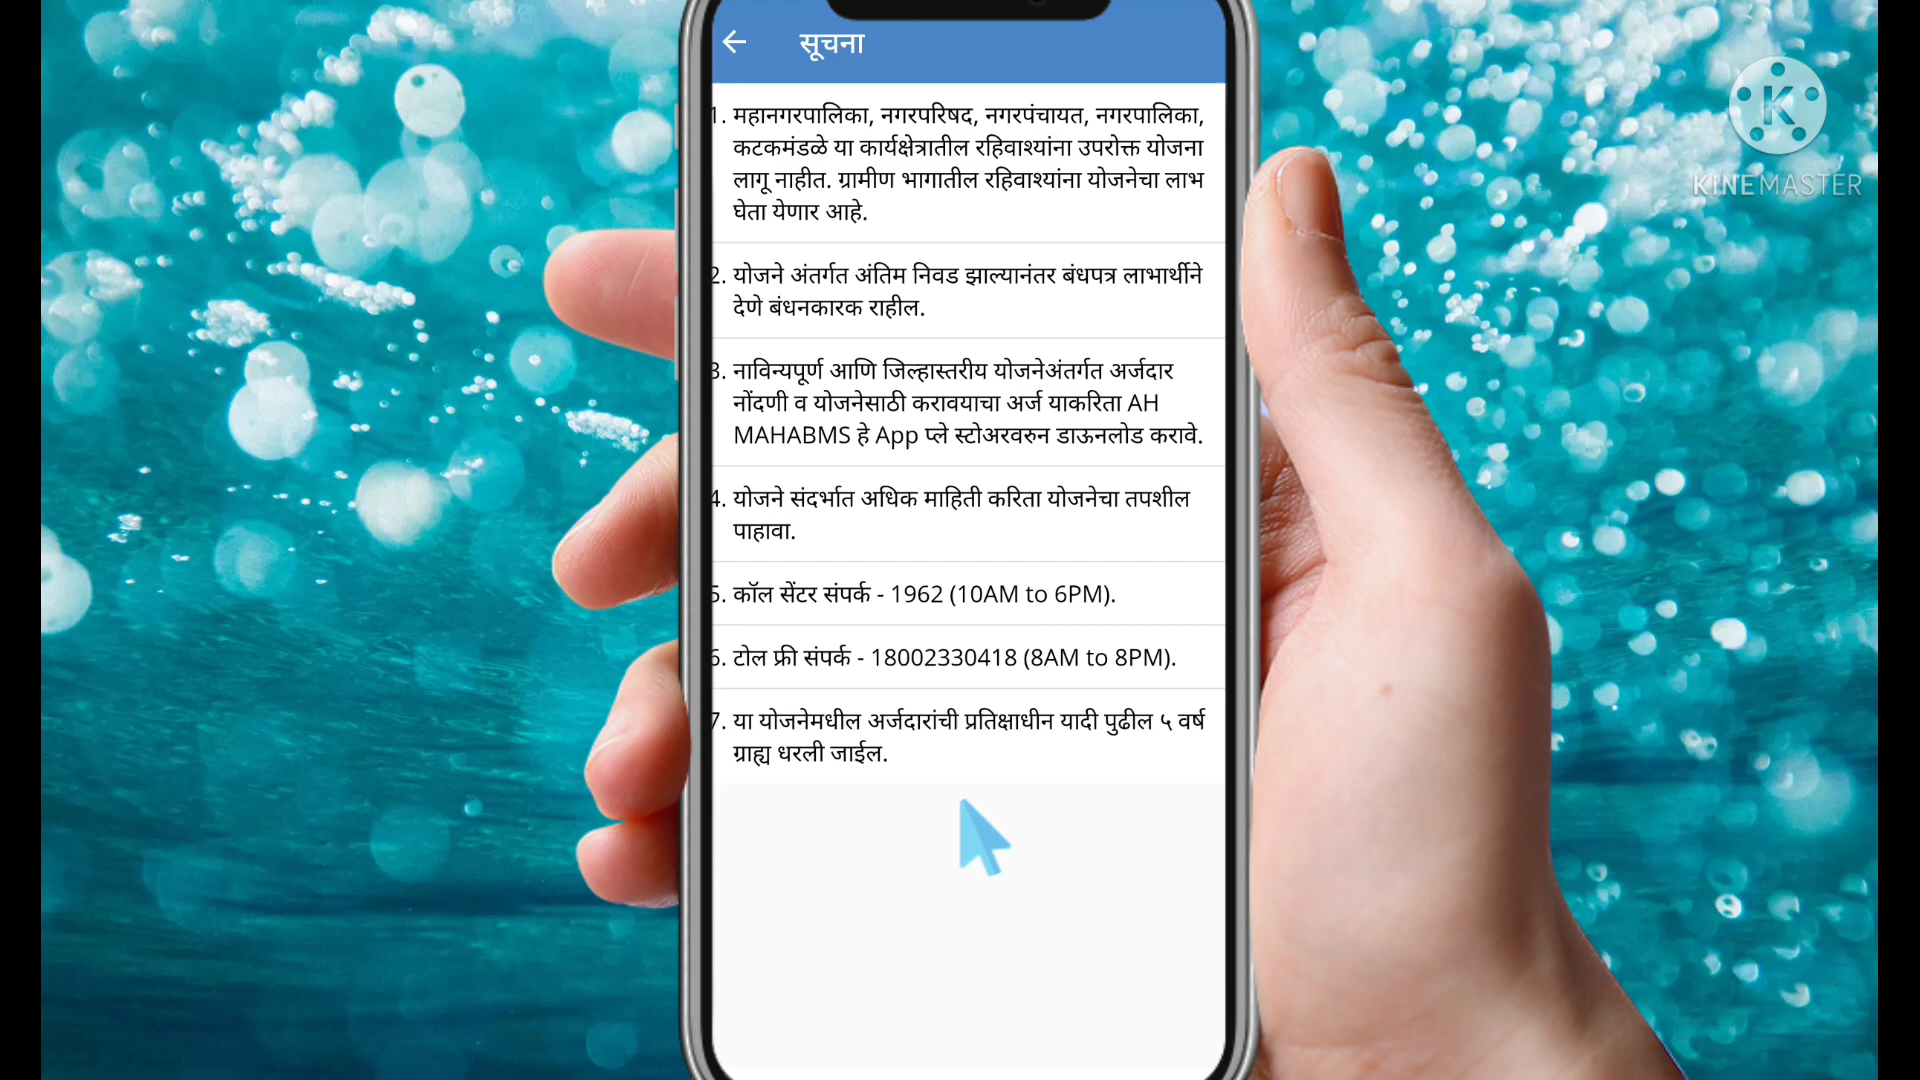 सूचना
1. महानगरपालिका, नगरपरिषद, नगरपंचायत, नगरपालिका,
कटकमंडळे या कार्यक्षेत्रातील रहिवाश्यांना उपरोक्त योजना
लागू नाहीत. ग्रामीण भागातील रहिवाश्यांना योजनेचा लाभ
घेता येणार आहे.
2. योजने अंतर्गत अंतिम निवड झाल्यानंतर बंधपत्र लाभार्थीने
देणे बंधनकारक राहील.
3. नाविन्यपूर्ण आणि जिल्हास्तरीय योजनेअंतर्गत अर्जदार
नोंदणी व योजनेसाठी करावयाचा अर्ज याकरिता AH
MAHABMS हे App प्ले स्टोअरवरुन डाऊनलोड करावे.
4. योजने संदर्भात अधिक माहिती करिता योजनेचा तपशील
पाहावा.
5. कॉल सेंटर संपर्क - 1962 (10AM to 6PM).
6. टोल फ्री संपर्क - 18002330418 (8AM to 8PM).
7. या योजनेमधील अर्जदारांची प्रतिक्षाधीन यादी पुढील ५ वर्ष
ग्राह्य धरली जाईल.
K
KINEMASTER